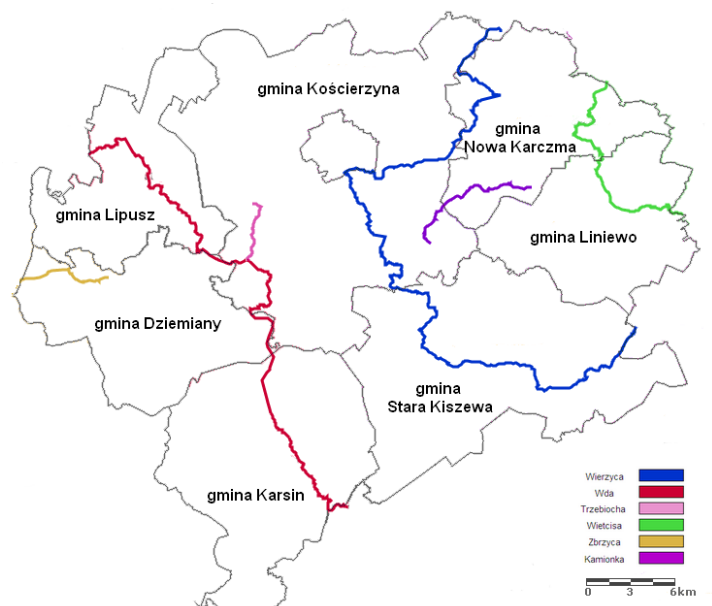 gmina Kościerzyna
gmina
Nowa Karczma
gmina Lipusz
gmina Liniewo
gmina Dziemiany
gmina
Stara Kiszewa
gmina Karsin
Wierzyca
Wda
Trzebiocha
Wietcisa
Zbrzyca
Kamionka
0 3 6km